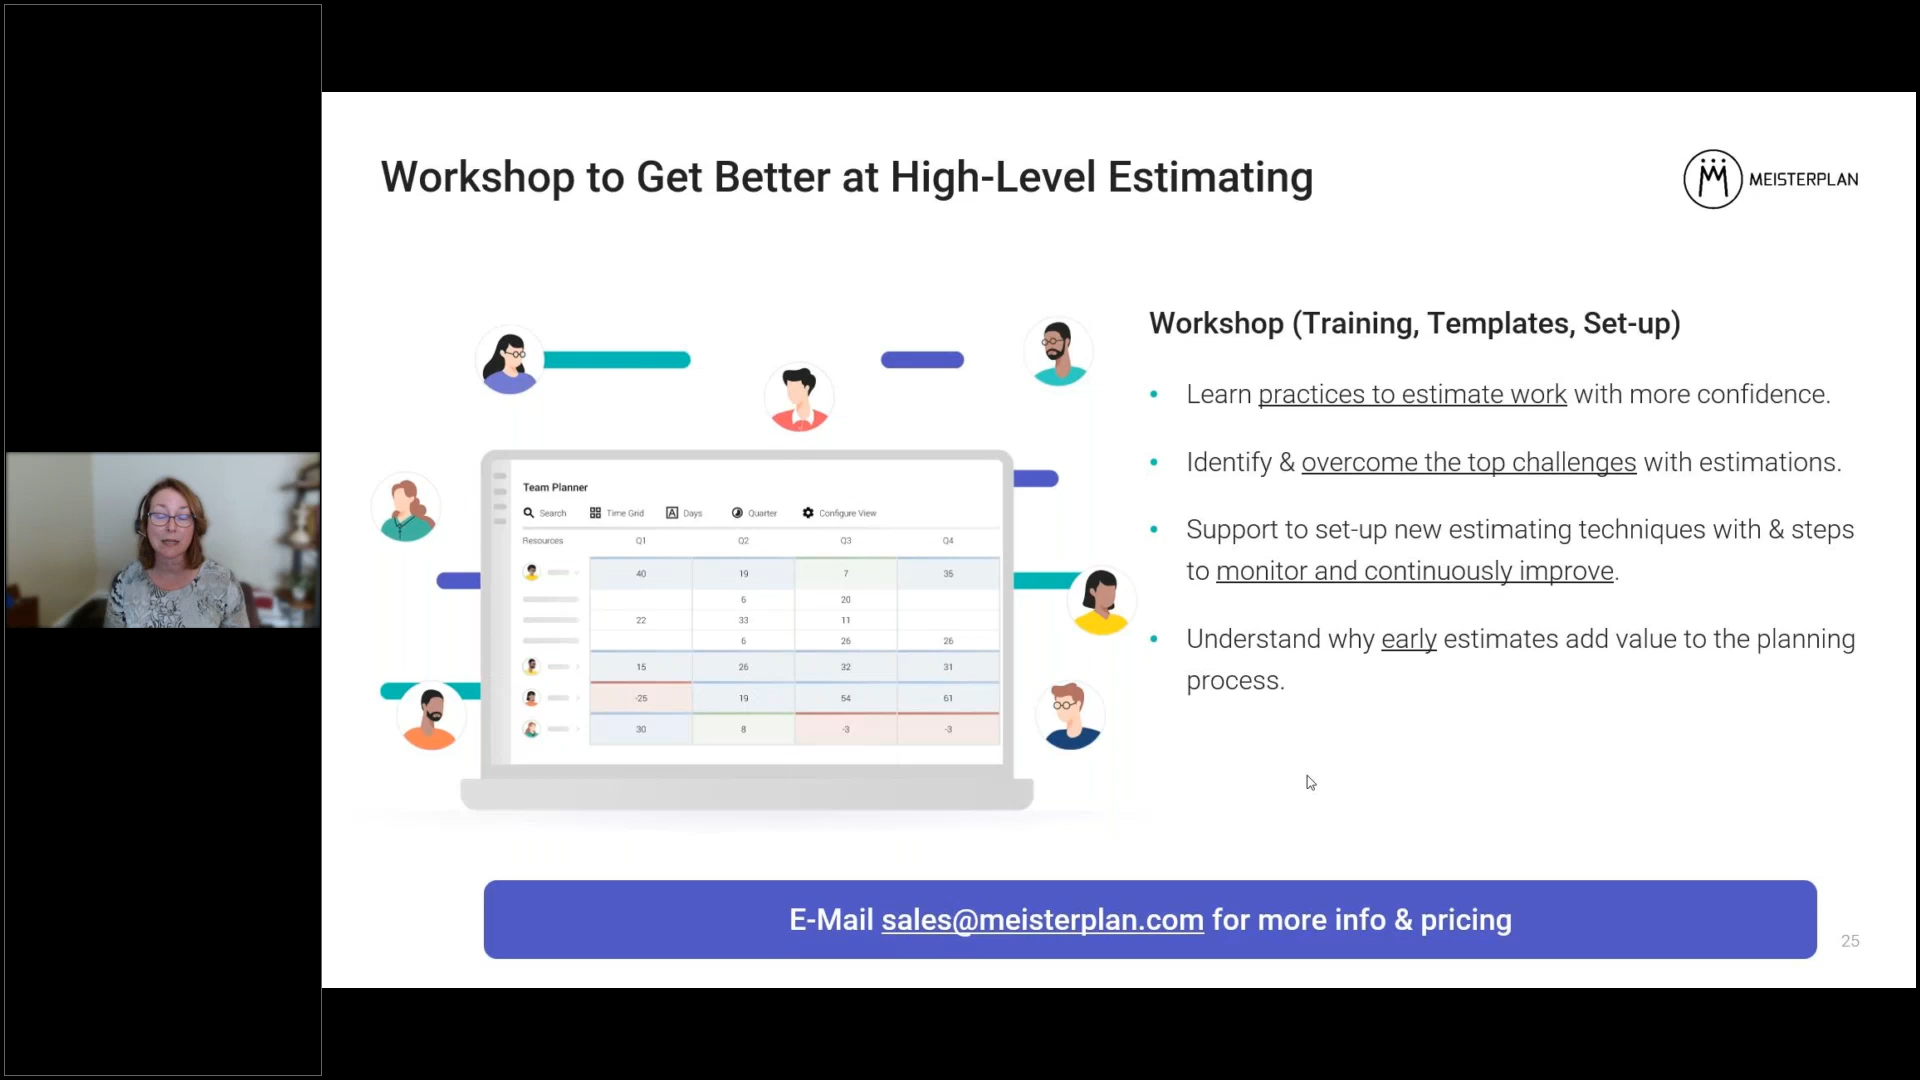 Workshop to Get Better at High-Level Estimating
MEISTERPLAN
Workshop (Training, Templates, Set-up)
• Learn practices to estimate work with more confidence.
• Identify & overcome the top challenges with estimations.
• Support to set-up new estimating techniques with & steps
to monitor and continuously improve.
• Understand why early estimates add value to the planning
process.
Team Planner
Search Time Grid Days Quarter Configure View
Resources Q1 Q2 Q3 Q4
40 19 7 35
6 20
22 33 11
6 26 26
15 26 32 31
-25 19 54 61
30 8 -3 -3
E-Mail sales@meisterplan.com for more info & pricing
25